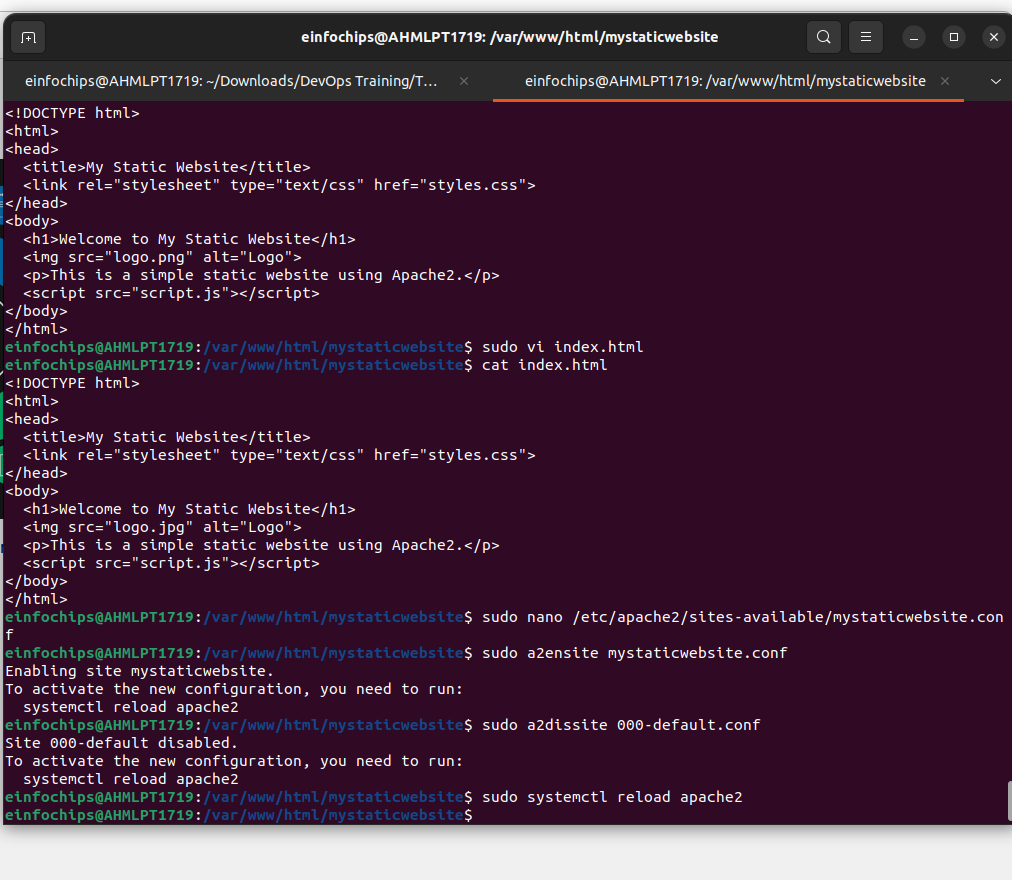 einfochips@AHMLPT1719: /var/www/html/mystaticwebsite
einfochips@AHMLPT1719: ~/Downloads/DevOps Training/T...
einfochips@AHMLPT1719: /var/www/html/mystaticwebsite
<!DOCTYPE html>
<html>
<head>
  <title>My Static Website</title>
  <link rel="stylesheet" type="text/css" href="styles.css">
</head>
<body>
  <h1>Welcome to My Static Website</h1>
  <img src="logo.png" alt="Logo">
  <p>This is a simple static website using Apache2.</p>
  <script src="script.js"></script>
</body>
</html>
einfochips@AHMLPT1719:/var/www/html/mystaticwebsite$ sudo vi index.html
einfochips@AHMLPT1719:/var/www/html/mystaticwebsite$ cat index.html
<!DOCTYPE html>
<html>
<head>
  <title>My Static Website</title>
  <link rel="stylesheet" type="text/css" href="styles.css">
</head>
<body>
  <h1>Welcome to My Static Website</h1>
  <img src="logo.jpg" alt="Logo">
  <p>This is a simple static website using Apache2.</p>
  <script src="script.js"></script>
</body>
</html>
einfochips@AHMLPT1719:/var/www/html/mystaticwebsite$ sudo nano /etc/apache2/sites-available/mystaticwebsite.con
f
einfochips@AHMLPT1719:/var/www/html/mystaticwebsite$ sudo a2ensite mystaticwebsite.conf
Enabling site mystaticwebsite.
To activate the new configuration, you need to run:
  systemctl reload apache2
einfochips@AHMLPT1719:/var/www/html/mystaticwebsite$ sudo a2dissite 000-default.conf
Site 000-default disabled.
To activate the new configuration, you need to run:
  systemctl reload apache2
einfochips@AHMLPT1719:/var/www/html/mystaticwebsite$ sudo systemctl reload apache2
einfochips@AHMLPT1719:/var/www/html/mystaticwebsite$